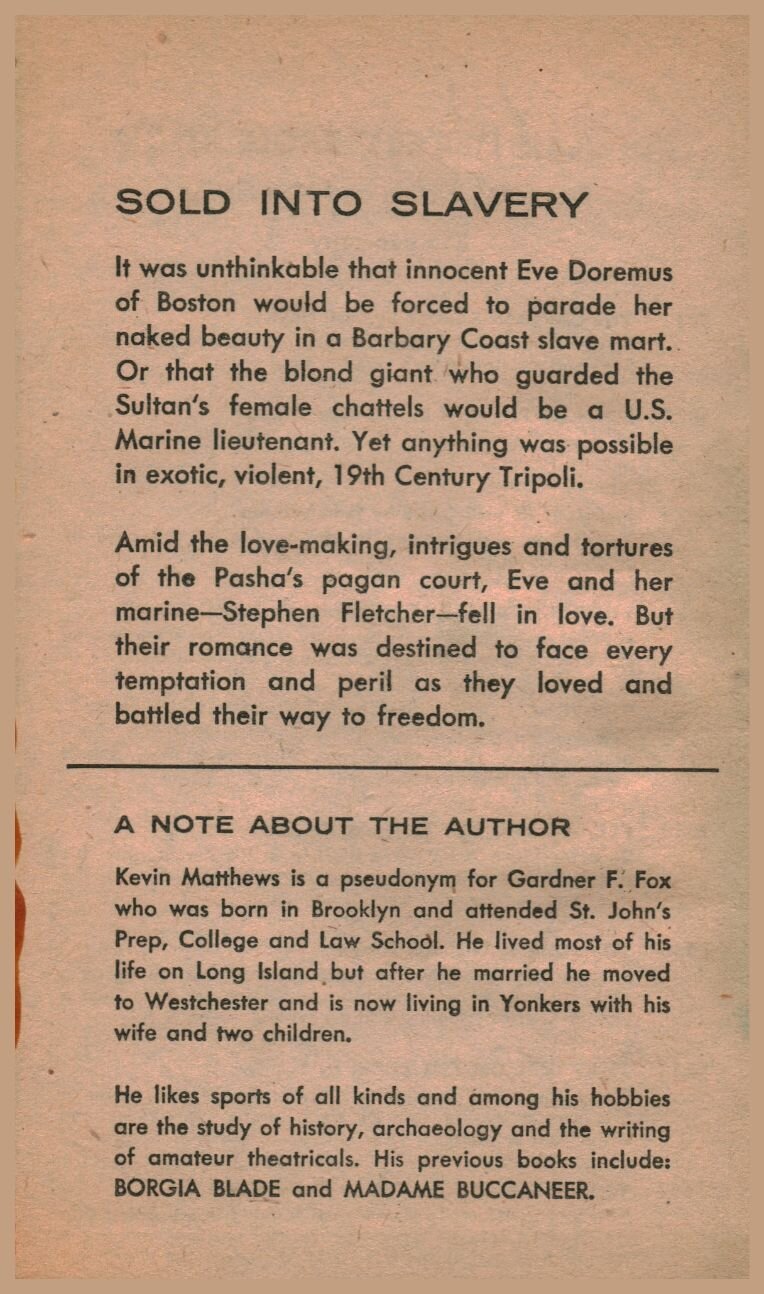 SOLD INTO SLAVERY
It was unthinkable that innocent Eve Doremus
of Boston would be forced to parade her
naked beauty in a Barbary Coast slave mart.
Or that the blond giant who guarded the
Sultan's female chattels would be a U.S.
Marine lieutenant. Yet anything was possible
in exotic, violent, 19th Century Tripoli.
Amid the love-making, intrigues and tortures
of the Pasha's pagan court, Eve and her
marine—Stephen Fletcher—fell in love. But
their romance was destined to face every
temptation and peril as they loved and
battled their way to freedom.
A NOTE ABOUT THE AUTHOR
Kevin Matthews is a pseudonym for Gardner F. Fox
who was born in Brooklyn and attended St. John's
Prep, College and Law School. He lived most of his
life on Long Island but after he married he moved
to Westchester and is now living in Yonkers with his
wife and two children.
He likes sports of all kinds and among his hobbies
are the study of history, archaeology and the writing
of amateur theatricals. His previous books include:
BORGIA BLADE and MADAME BUCCANEER.